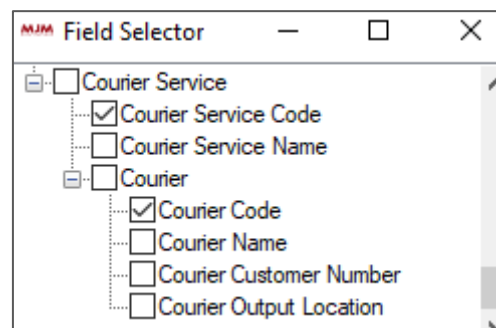 MJM Field Selector
Courier Service
Courier Service Code
Courier Service Name
Courier
Courier Code
Courier Name
Courier Customer Number
Courier Output Location